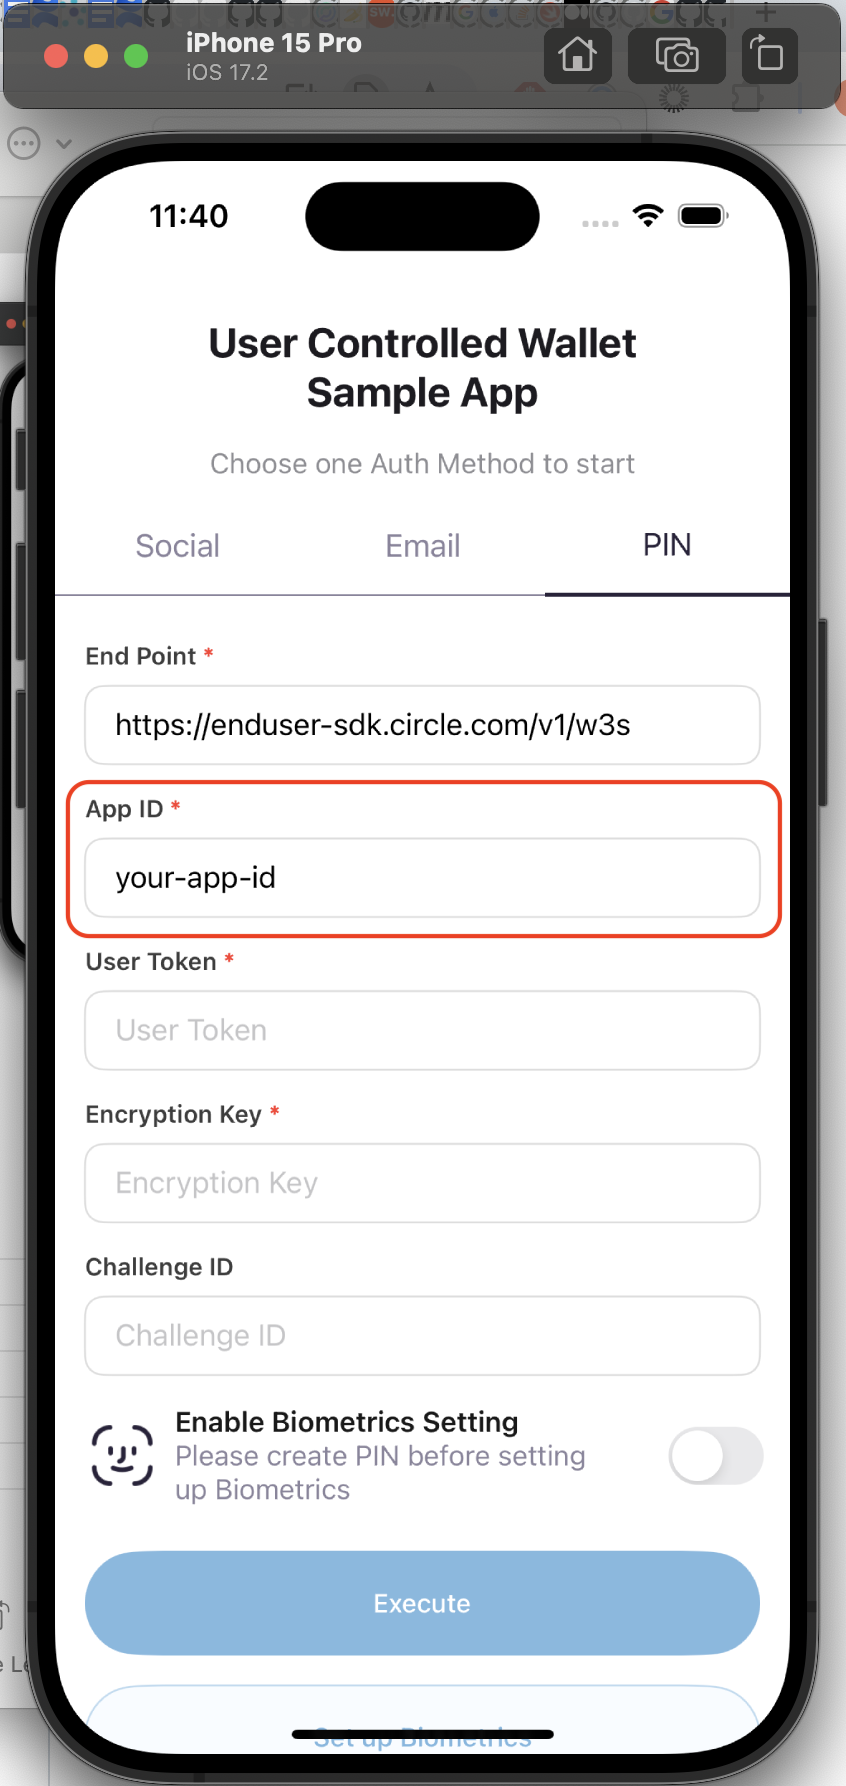 iPhone 15 Pro
iOS 17.2
11:40
User Controlled Wallet
Sample App
Choose one Auth Method to start
Social Email PIN
End Point *
https://enduser-sdk.circle.com/v1/w3s
App ID *
your-app-id
User Token *
User Token
Encryption Key *
Encryption Key
Challenge ID
Challenge ID
Enable Biometrics Setting
Please create PIN before setting
up Biometrics
Execute
Set up Biometrics